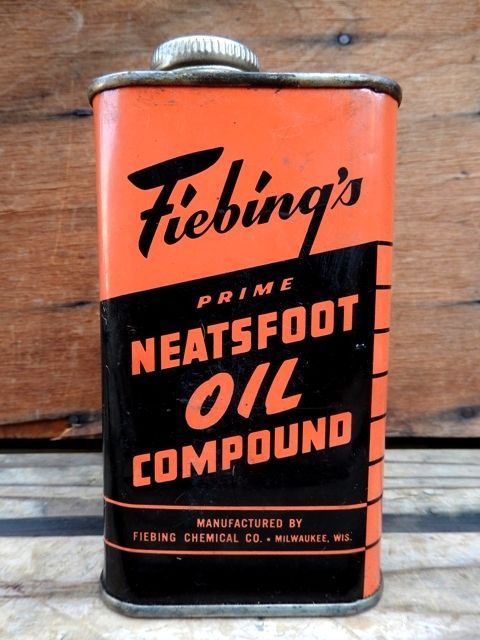 Fiebing's
PRIME
NEATSFOOT
OIL
COMPOUND
MANUFACTURED BY
FIEBING CHEMICAL CO. • MILWAUKEE, WIS.